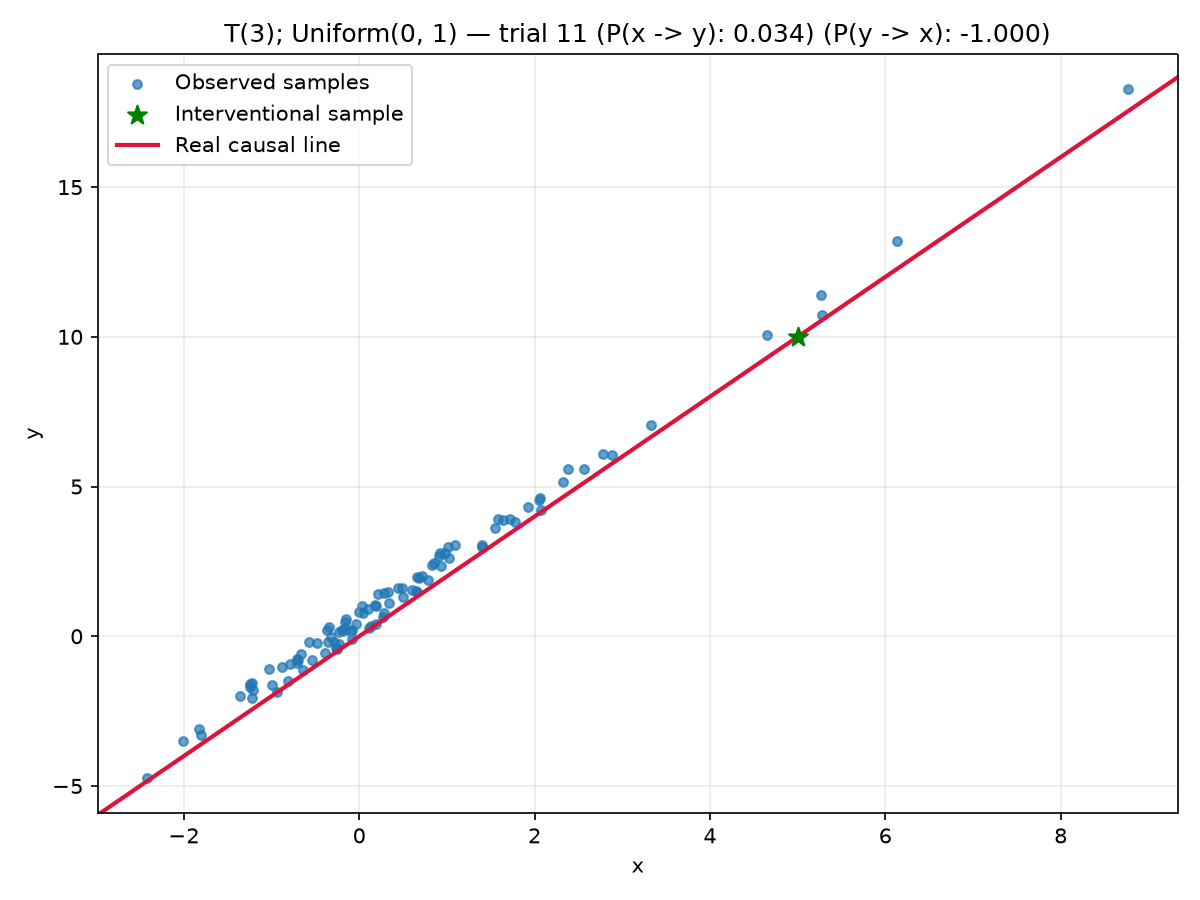 T(3); Uniform(0, 1) — trial 11 (P(x -> y): 0.034) (P(y -> x): -1.000)
Observed samples
Interventional sample
Real causal line
15
10
5
0
−5
y
−2
0
2
4
6
8
x